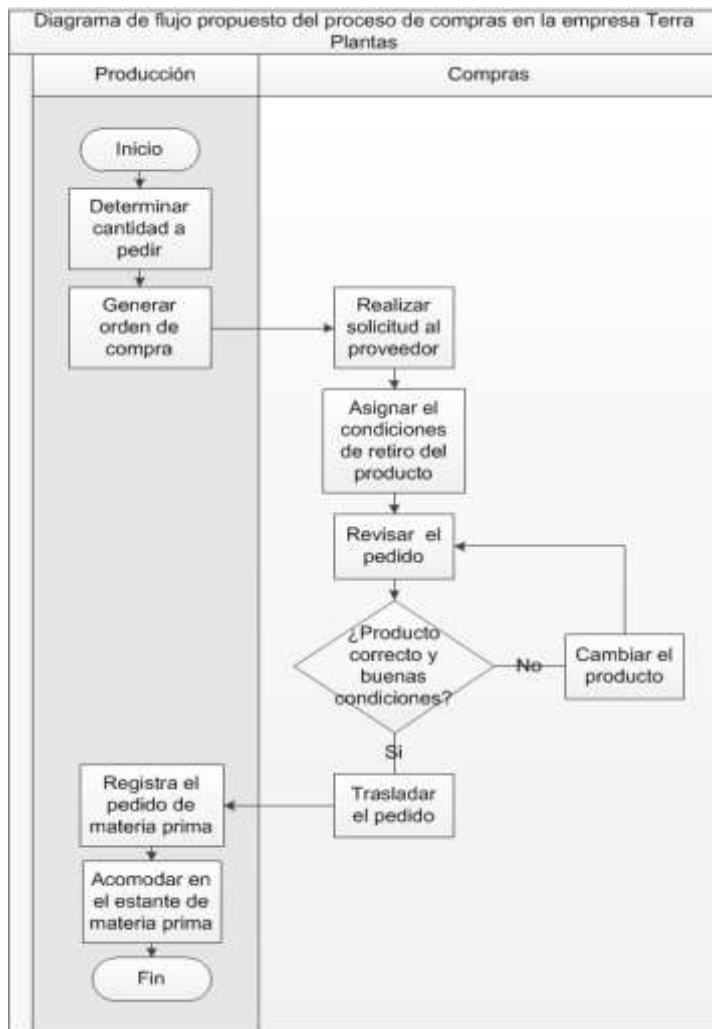 Diagrama de flujo propuesto del proceso de compras en la empresa Terra
Plantas
Producción
Compras
Inicio
Determinar
cantidad a
pedir
Generar
orden de
compra
Realizar
solicitud al
proveedor
Asignar el
condiciones
de retiro del
producto
Revisar el
pedido
¿Producto
correcto y
buenas
condiciones?
No
Cambiar el
producto
Si
Trasladar
el pedido
Registra el
pedido de
materia prima
Acomodar en
el estante de
materia prima
Fin